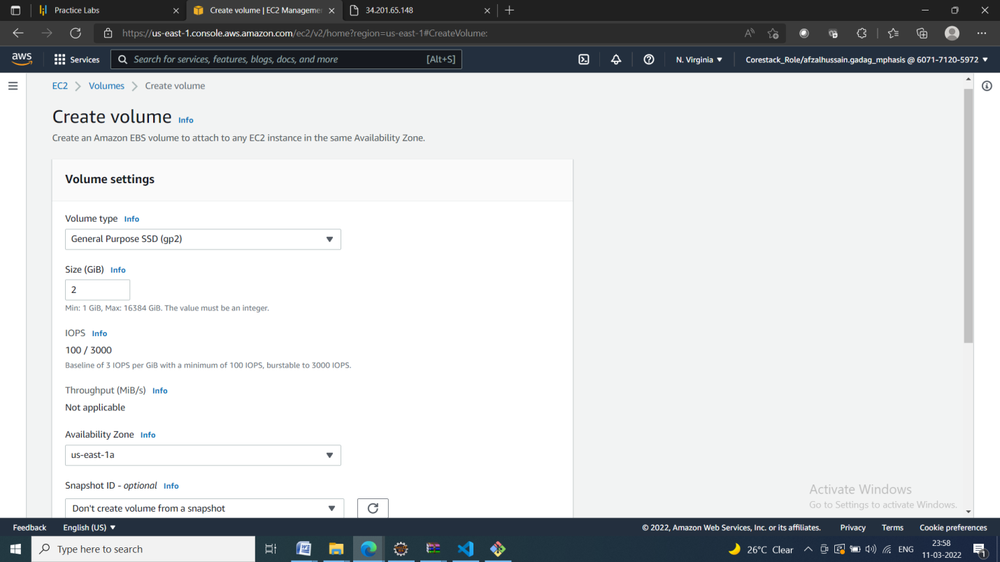 Practice Labs
Create volume | EC2 Manageme
34.201.65.148
https://us-east-1.console.aws.amazon.com/ec2/v2/home?region=us-east-1#CreateVolume:
aws
Services
Search for services, features, blogs, docs, and more
[Alt+S]
N. Virginia
Corestack_Role/afzalhussain.gadag_mphasis @ 6071-7120-5972
EC2 > Volumes > Create volume
Create volume Info
Create an Amazon EBS volume to attach to any EC2 instance in the same Availability Zone.
Volume settings
Volume type Info
General Purpose SSD (gp2)
Size (GiB) Info
2
Min: 1 GiB, Max: 16384 GiB. The value must be an integer.
IOPS Info
100 / 3000
Baseline of 3 IOPS per GiB with a minimum of 100 IOPS, burstable to 3000 IOPS.
Throughput (MiB/s) Info
Not applicable
Availability Zone Info
us-east-1a
Snapshot ID - optional Info
Don't create volume from a snapshot
Activate Windows
Go to Settings to activate Windows.
Feedback
English (US)
© 2022, Amazon Web Services, Inc. or its affiliates.
Privacy
Terms
Cookie preferences
Type here to search
26°C Clear
ENG
23:58
11-03-2022
1